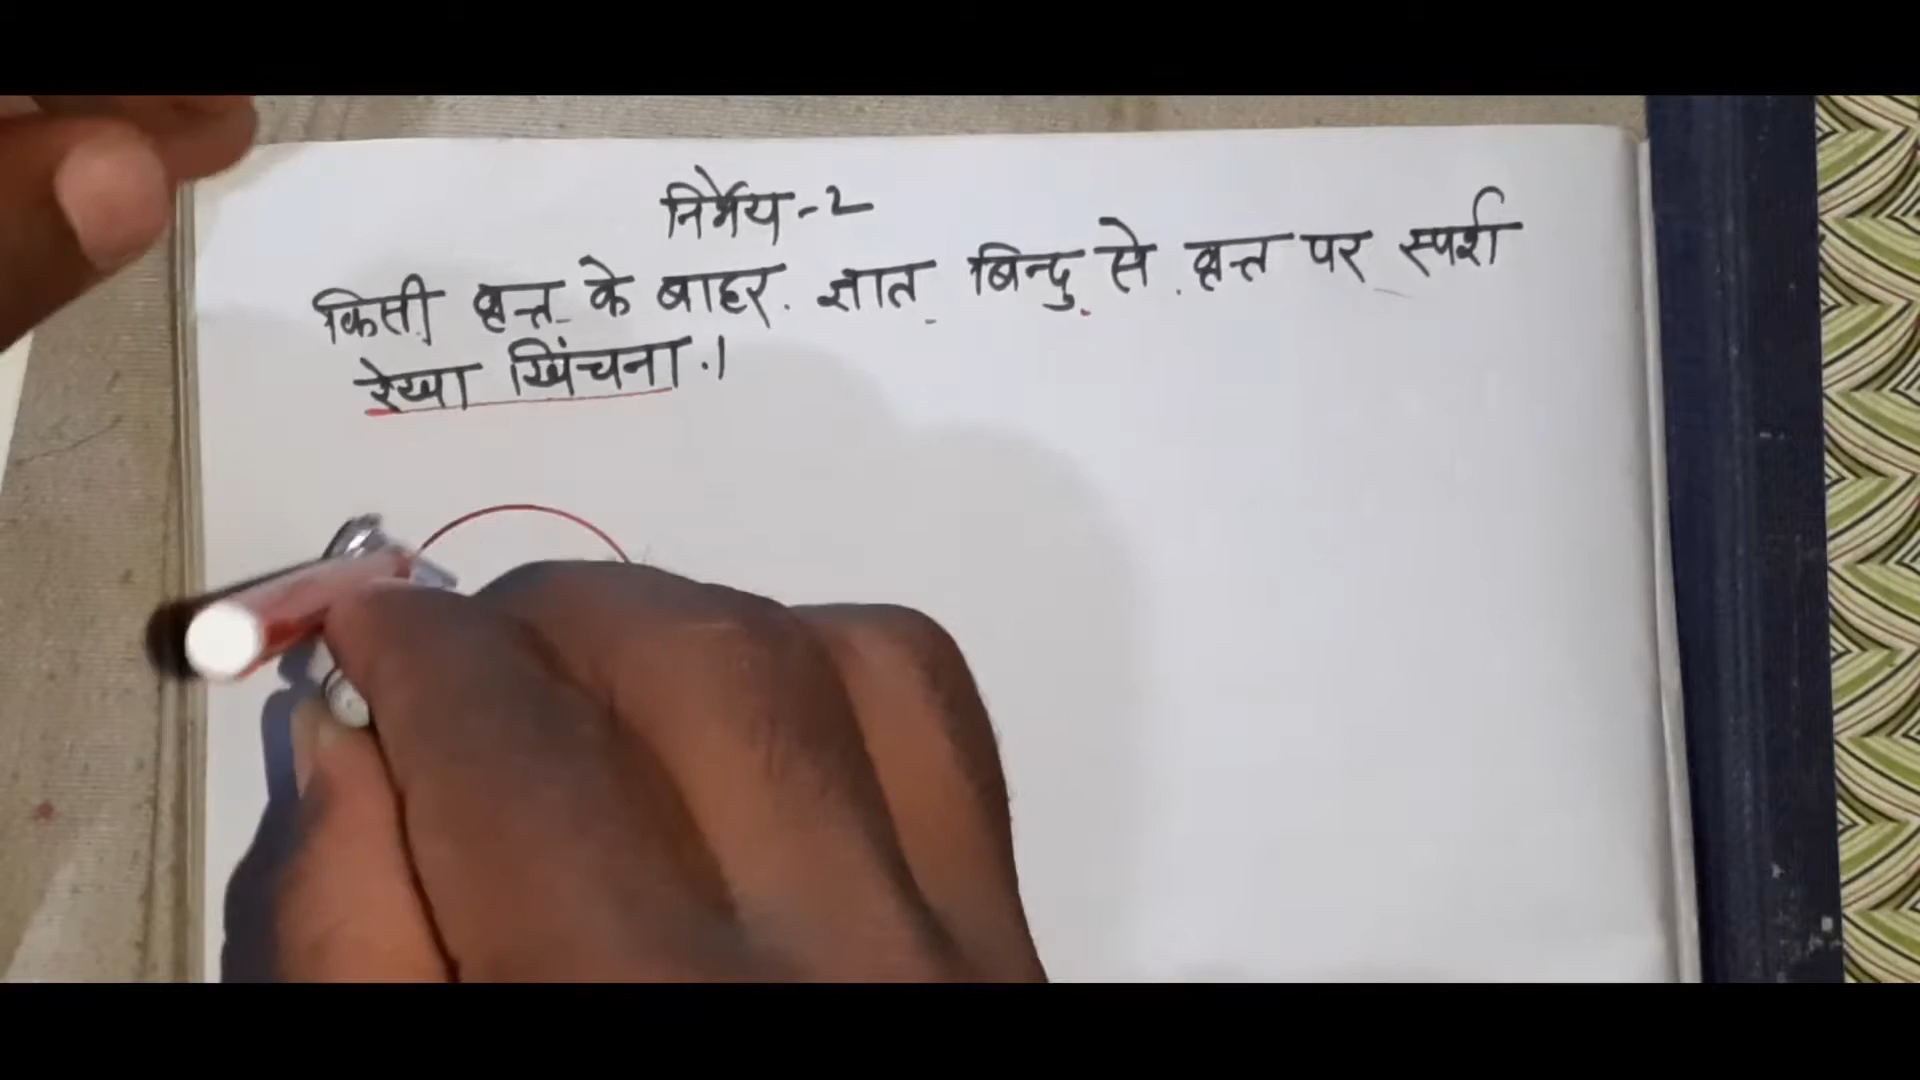 निर्मेय-2
किसी वृत्त के बाहर ज्ञात बिन्दु से वृत्त पर स्पर्श
रेखा खिंचना।